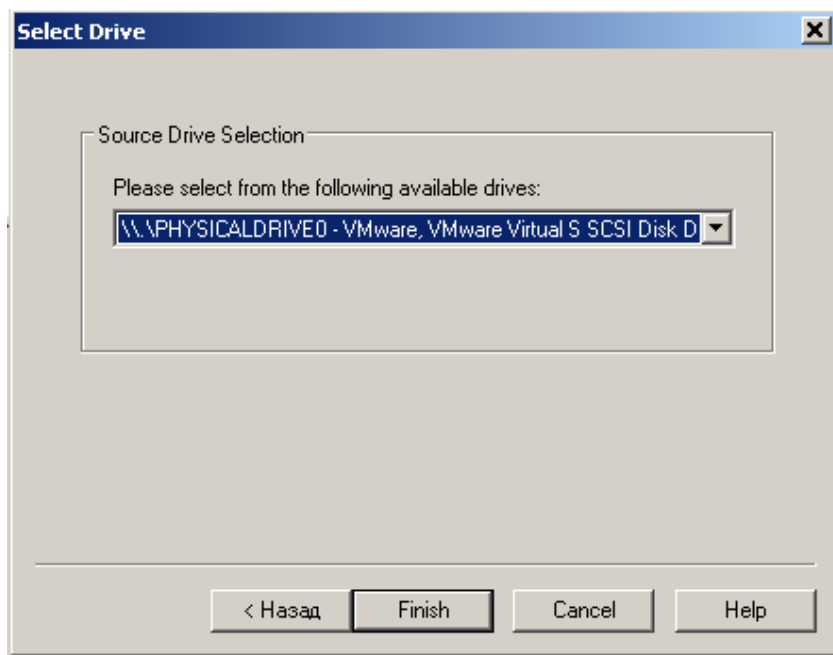 Select Drive
Source Drive Selection
Please select from the following available drives:
\\.\PHYSICALDRIVE0 - VMware, VMware Virtual S SCSI Disk D
< Назад Finish Cancel Help